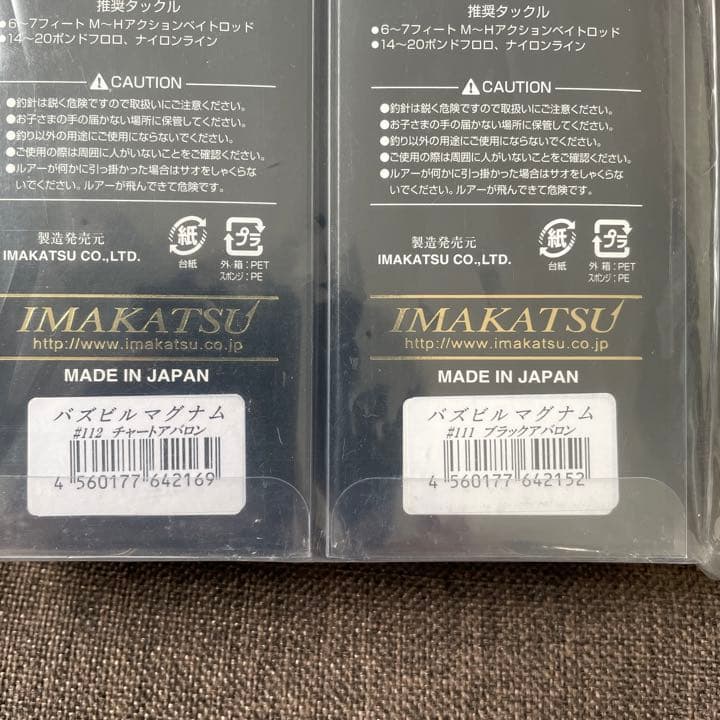 推奨タックル
●6〜7フィート M〜Hアクションベイトロッド
●14〜20ポンドフロロ、ナイロンライン
CAUTION
●釣針は鋭く危険ですので取扱いにご注意ください。
●お子さまの手の届かない場所に保管してください。
●釣り以外の用途にご使用にならないでください。
●ご使用の際は周囲に人がいないことをご確認ください。
●ルアーが何かに引っ掛かった場合はサオをしゃくらな
いでください。ルアーが飛んできて危険です。
製造発売元
IMAKATSU CO.,LTD.
紙
台紙
プラ
外箱:PET
スポンジ:PE
IMAKATSU
http://www.imakatsu.co.jp
MADE IN JAPAN
バズビルマグナム
#112 チャートアバロン
4 560177 642169
推奨タックル
●6〜7フィート M〜Hアクションベイトロッド
●14〜20ポンドフロロ、ナイロンライン
CAUTION
●釣針は鋭く危険ですので取扱いにご注意ください。
●お子さまの手の届かない場所に保管してください。
●釣り以外の用途にご使用にならないでください。
●ご使用の際は周囲に人がいないことをご確認ください。
●ルアーが何かに引っ掛かった場合はサオをしゃくらな
いでください。ルアーが飛んできて危険です。
製造発売元
IMAKATSU CO.,LTD.
紙
台紙
プラ
外箱:PET
スポンジ:PE
IMAKATSU
http://www.imakatsu.co.jp
MADE IN JAPAN
バズビルマグナム
#111 ブラックアバロン
4 560177 642152